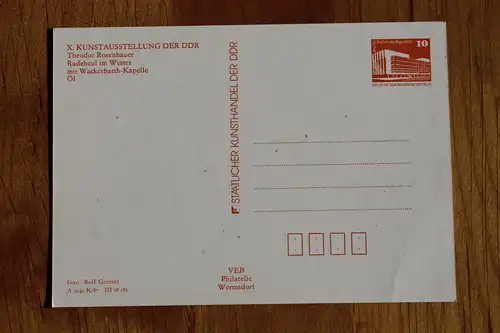 X. KUNSTAUSSTELLUNG DER DDR
Theodor Rosenhauer
Radebeul im Winter
mit Wackerbarth-Kapelle
Öl
STAATLICHER KUNSTHANDEL DER DDR
10
Foto: Rolf Grosser
VEB
Philatelie
Wermsdorf